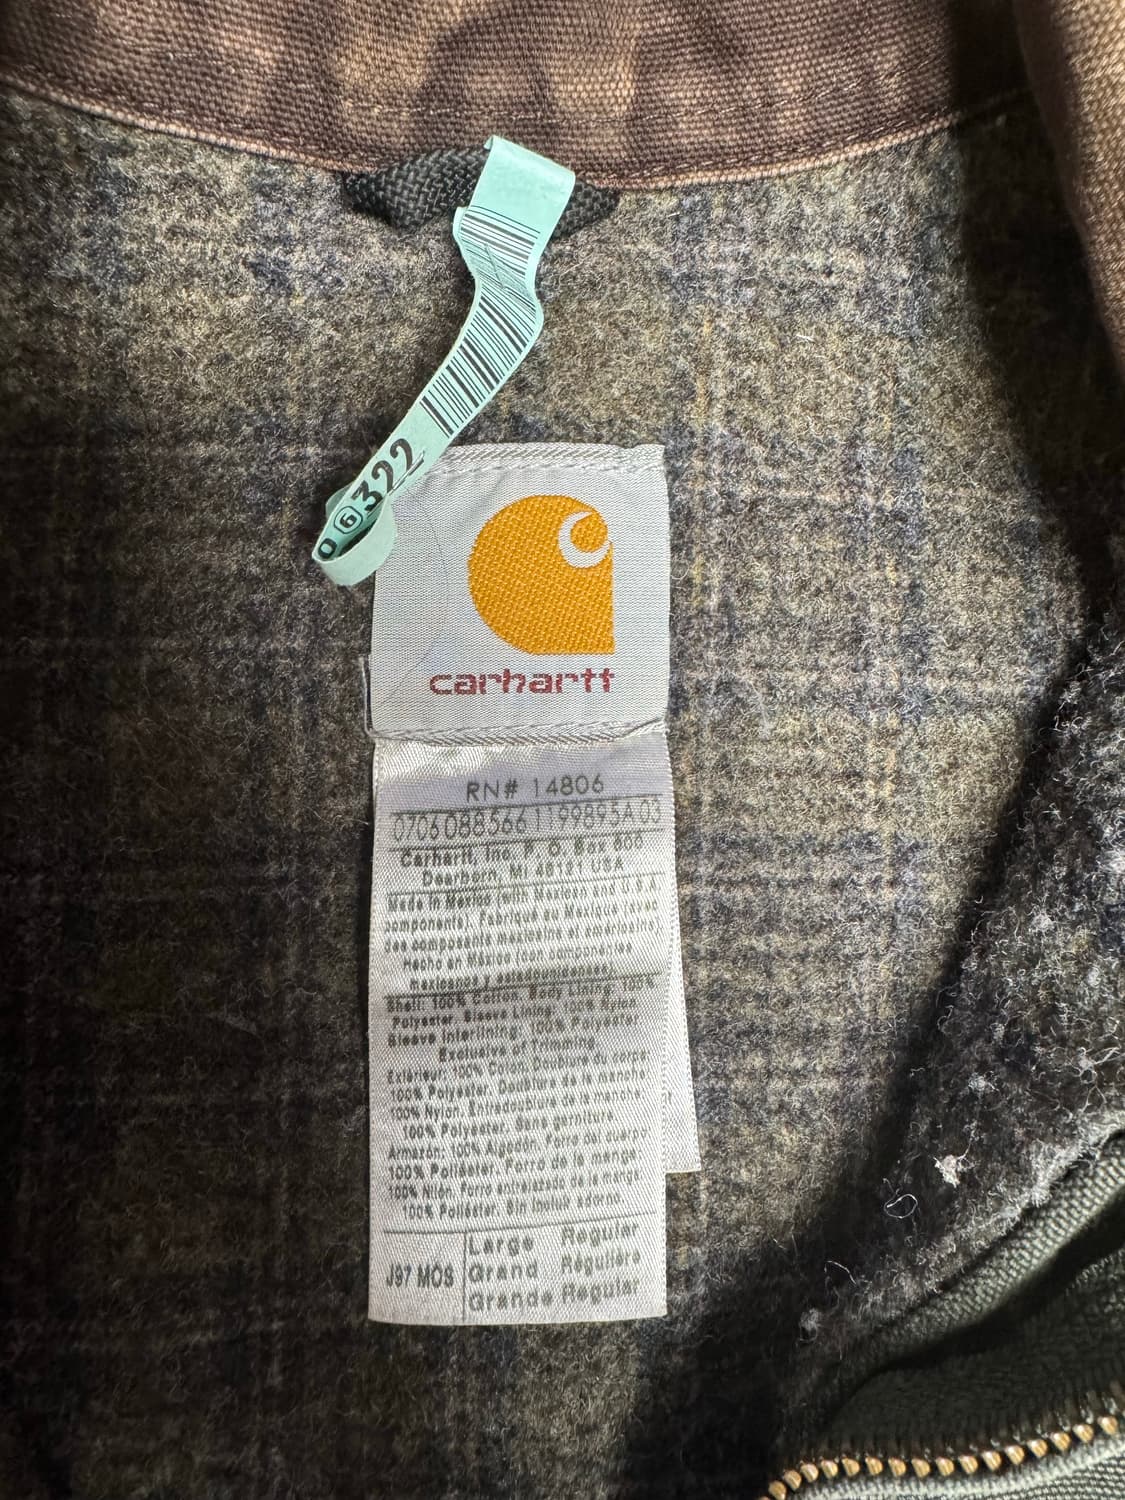 0 G 322
carhartt
RN# 14806
0706088566 1199895A 03
Carhartt, Inc. P. O. Box 600
Dearborn, MI 48121 USA
Made in Mexico (with Mexican and U.S.A.
components). Fabriqué au Mexique (avec
des composants mexicains et américains)
Hecho en México (con componentes
mexicanos y estadounidenses)
Shell: 100% Cotton. Body Lining: 100%
Polyester. Sleeve Lining: 100% Nylon
Sleeve Interlining: 100% Polyester
Exclusive of Trimming.
Extérieur: 100% Coton. Doublure du corps:
100% Polyester. Doublure de la manche:
100% Nylon. Entredoublure de la manche:
100% Polyester. Sans garniture.
Armazón: 100% Algodón. Forro del cuerpo:
100% Poliéster. Forro de la manga:
100% Nilón. Forro entrelazado de la manga:
100% Poliéster. Sin incluir adorno.
J97 MOS
Large Regular
Grand Régulière
Grande Regular